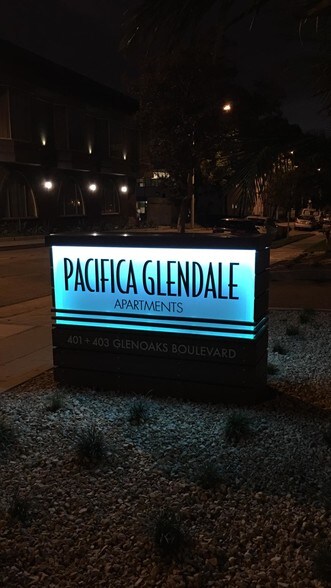 PACIFICA GLENDALE
APARTMENTS
401 + 403 GLENOAKS BOULEVARD